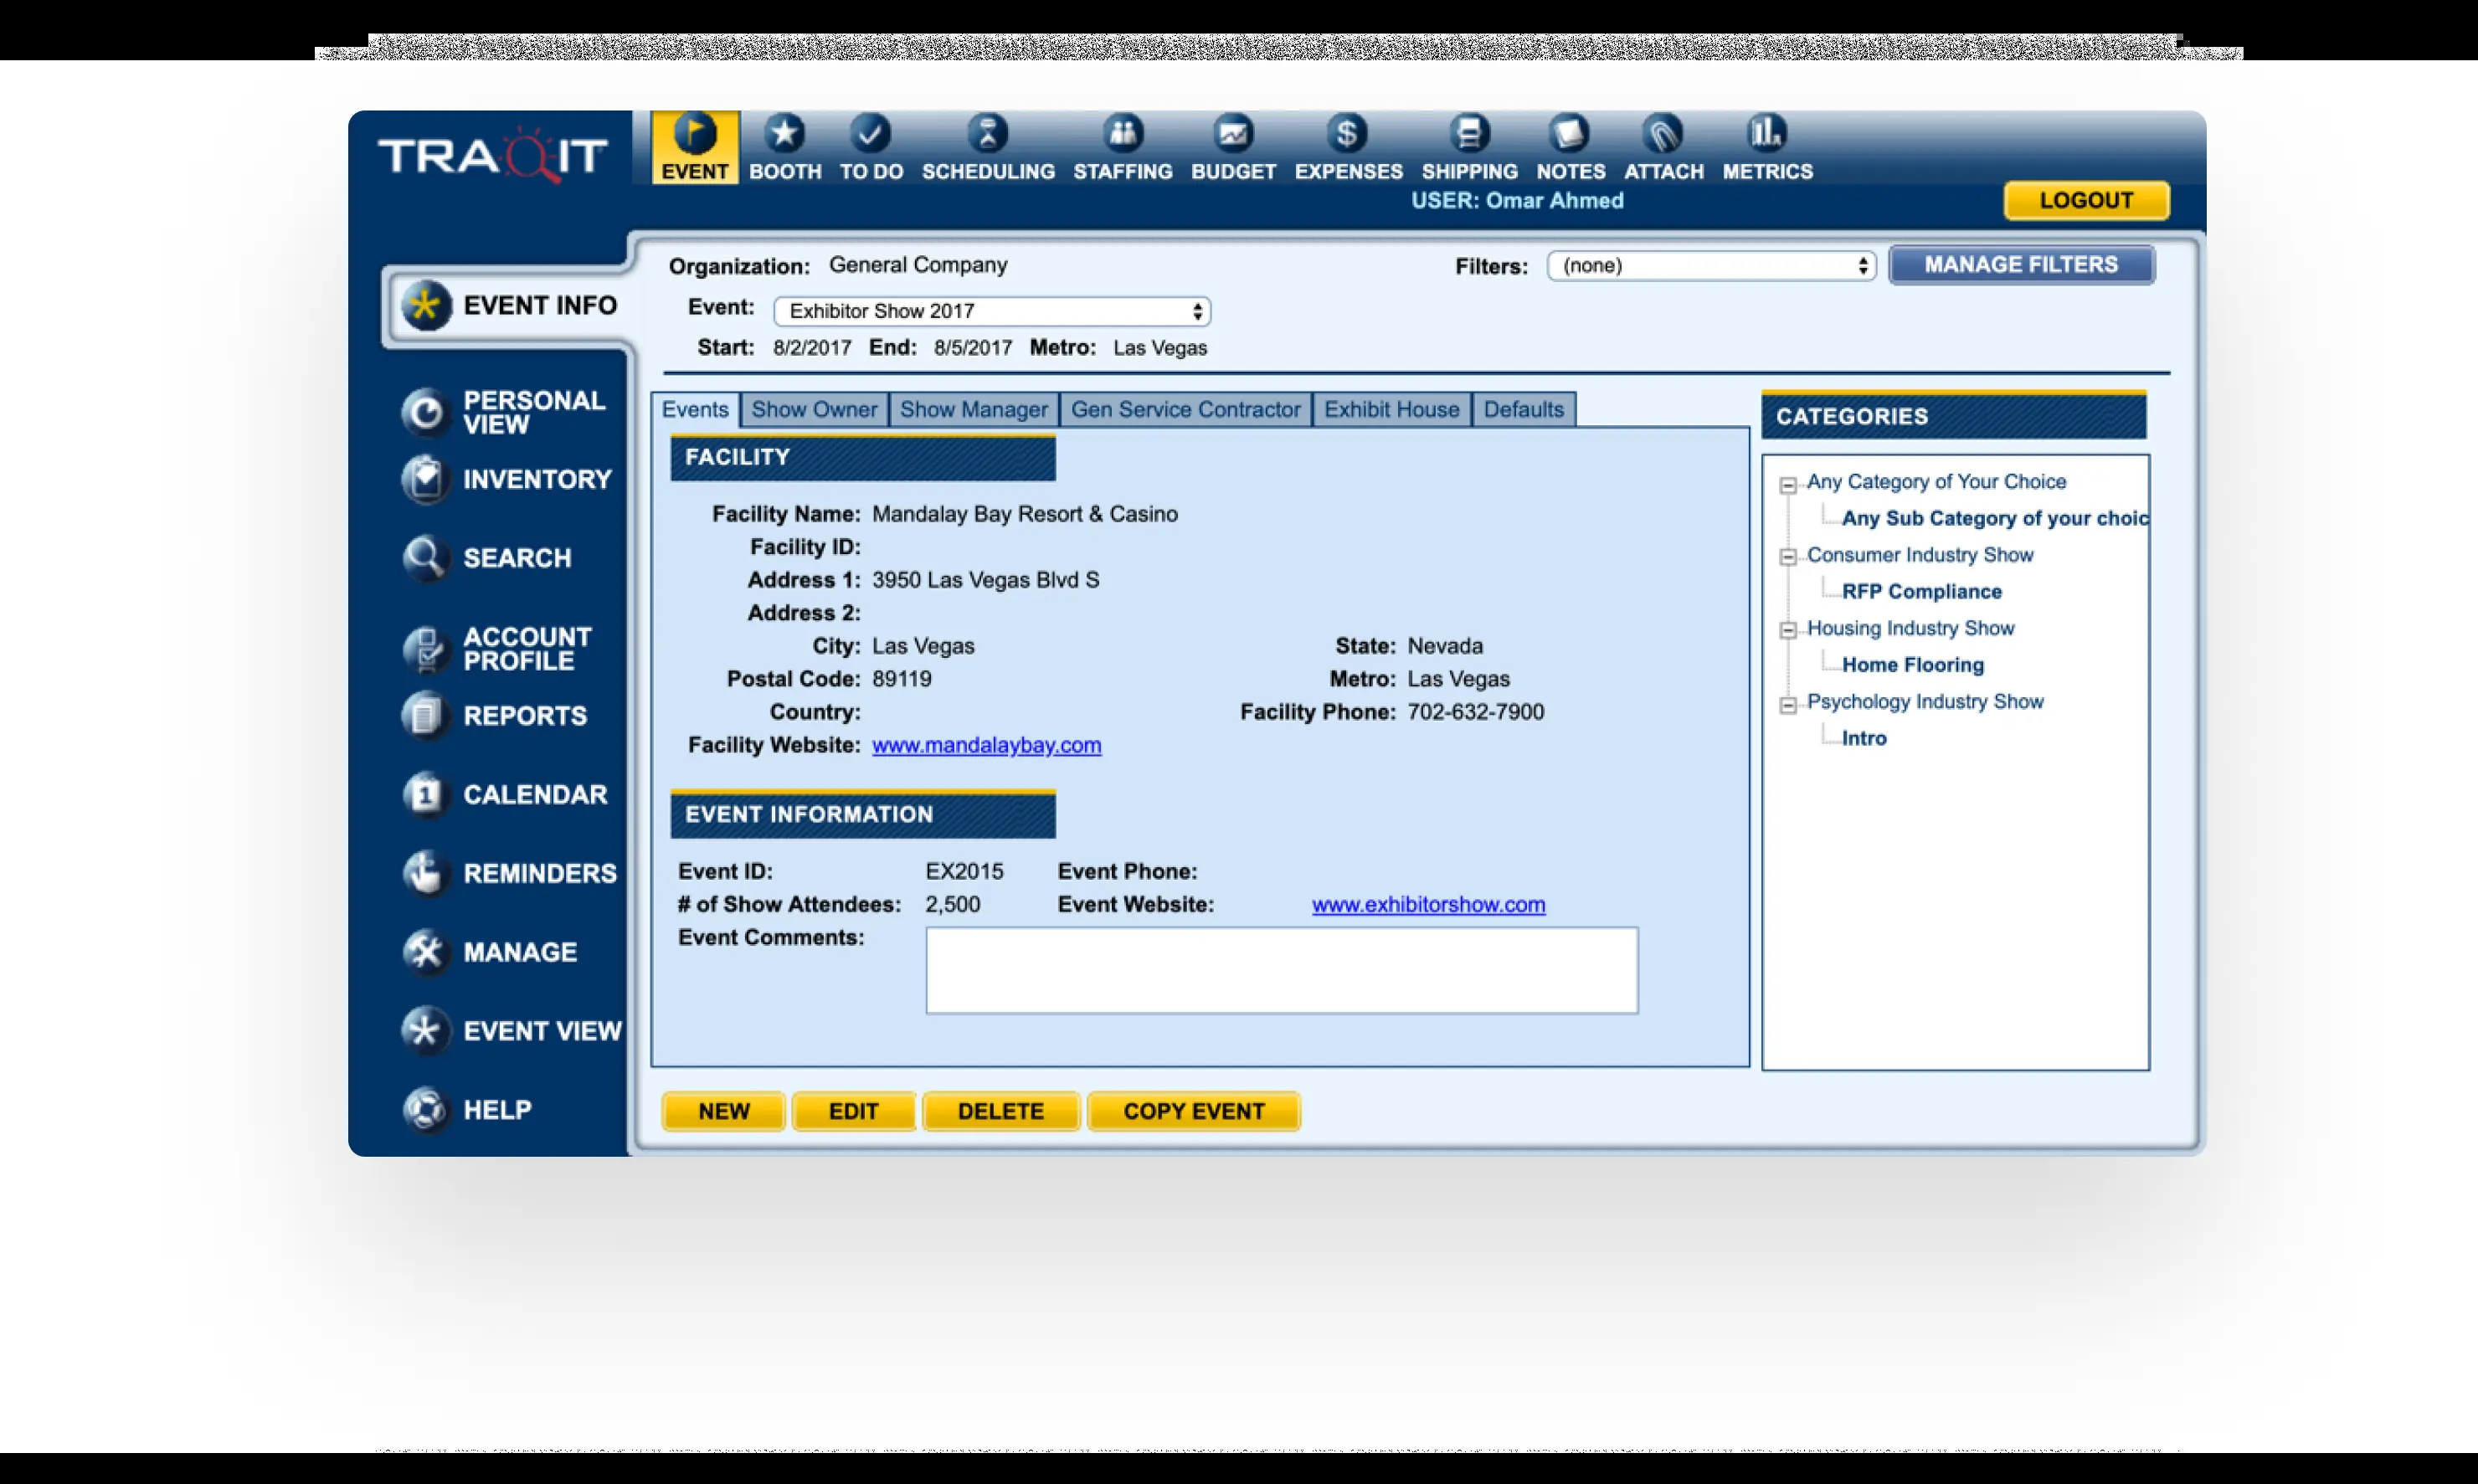 TRAQIT
EVENT BOOTH TO DO SCHEDULING STAFFING BUDGET EXPENSES SHIPPING NOTES ATTACH METRICS
USER: Omar Ahmed
LOGOUT
Organization: General Company
Filters: (none) MANAGE FILTERS
Event: Exhibitor Show 2017
Start: 8/2/2017 End: 8/5/2017 Metro: Las Vegas
EVENT INFO
PERSONAL
VIEW
INVENTORY
SEARCH
ACCOUNT
PROFILE
REPORTS
1 CALENDAR
REMINDERS
MANAGE
EVENT VIEW
HELP
Events Show Owner Show Manager Gen Service Contractor Exhibit House Defaults
FACILITY
Facility Name: Mandalay Bay Resort & Casino
Facility ID:
Address 1: 3950 Las Vegas Blvd S
Address 2:
City: Las Vegas State: Nevada
Postal Code: 89119 Metro: Las Vegas
Country: Facility Phone: 702-632-7900
Facility Website: www.mandalaybay.com
EVENT INFORMATION
Event ID: EX2015 Event Phone:
# of Show Attendees: 2,500 Event Website: www.exhibitorshow.com
Event Comments:
NEW EDIT DELETE COPY EVENT
CATEGORIES
Any Category of Your Choice
Any Sub Category of your choic
Consumer Industry Show
RFP Compliance
Housing Industry Show
Home Flooring
Psychology Industry Show
Intro